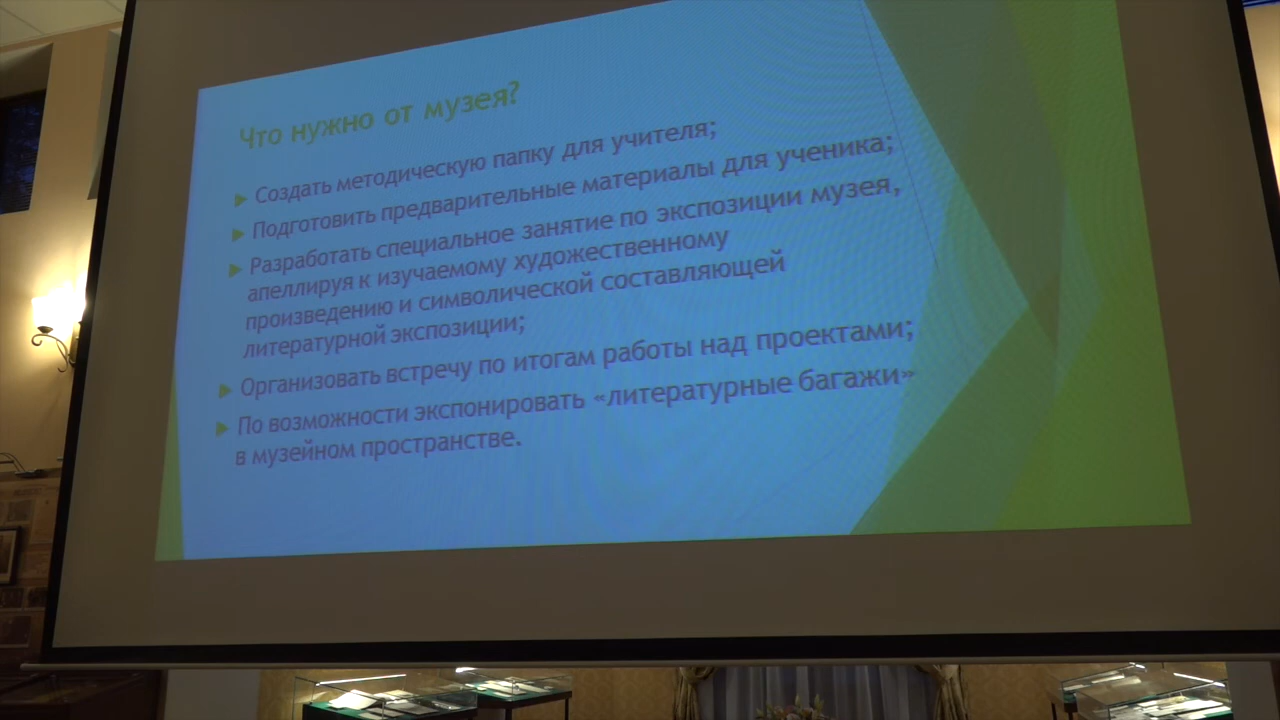 Что нужно от музея?
Создать методическую папку для учителя;
Подготовить предварительные материалы для ученика;
Разработать специальное занятие по экспозиции музея,
апеллируя к изучаемому художественному
произведению и символической составляющей
литературной экспозиции;
Организовать встречу по итогам работы над проектами;
По возможности экспонировать «литературные багажи»
в музейном пространстве.